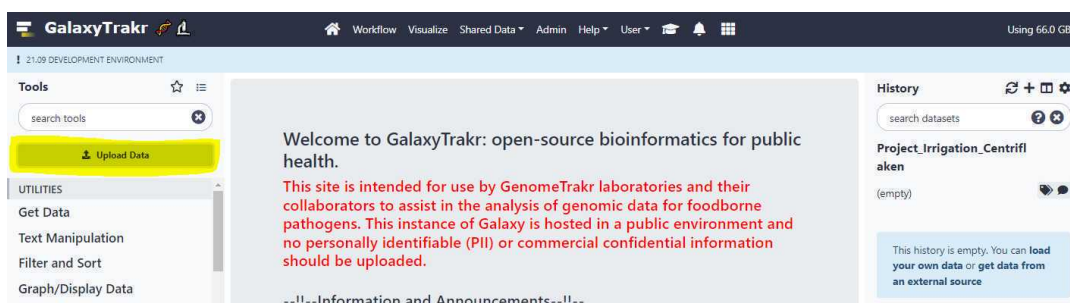 GalaxyTrakr
Workflow Visualize Shared Data Admin Help User
Using 66.0 GB
! 21.09 DEVELOPMENT ENVIRONMENT
Tools
search tools
Upload Data
UTILITIES
Get Data
Text Manipulation
Filter and Sort
Graph/Display Data
Welcome to GalaxyTrakr: open-source bioinformatics for public
health.
This site is intended for use by GenomeTrakr laboratories and their
collaborators to assist in the analysis of genomic data for foodborne
pathogens. This instance of Galaxy is hosted in a public environment and
no personally identifiable (PII) or commercial confidential information
should be uploaded.
--!!--Information and Announcements--!!--
History
search datasets
Project_Irrigation_Centrifl
aken
(empty)
This history is empty. You can load
your own data or get data from
an external source